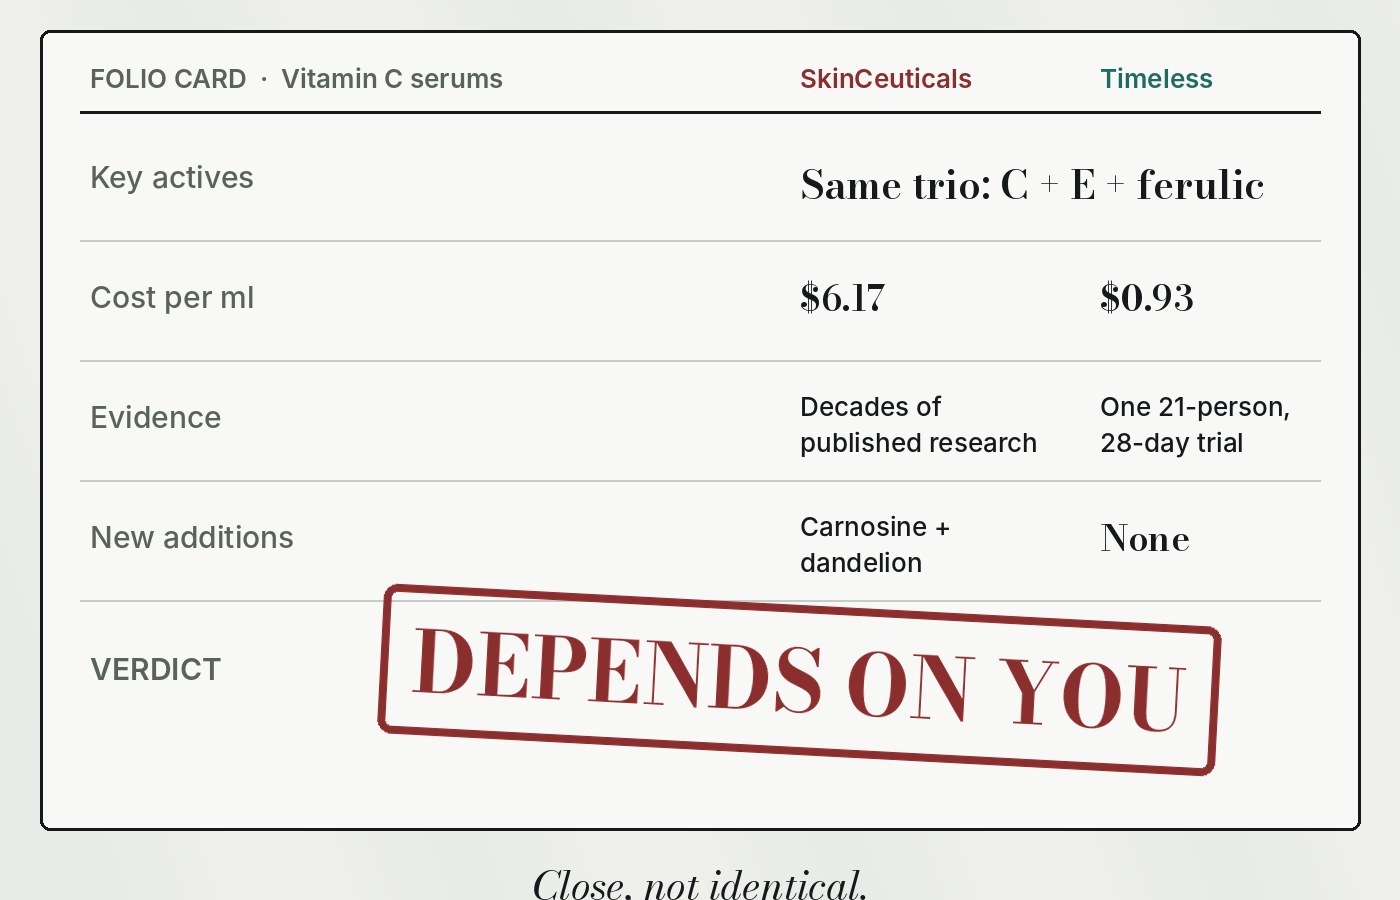 FOLIO CARD · Vitamin C serums SkinCeuticals Timeless
Key actives Same trio: C + E + ferulic
Cost per ml $6.17 $0.93
Evidence
Decades of
published research
One 21-person,
28-day trial
New additions
Carnosine +
dandelion
None
VERDICT
DEPENDS ON YOU
Close, not identical.